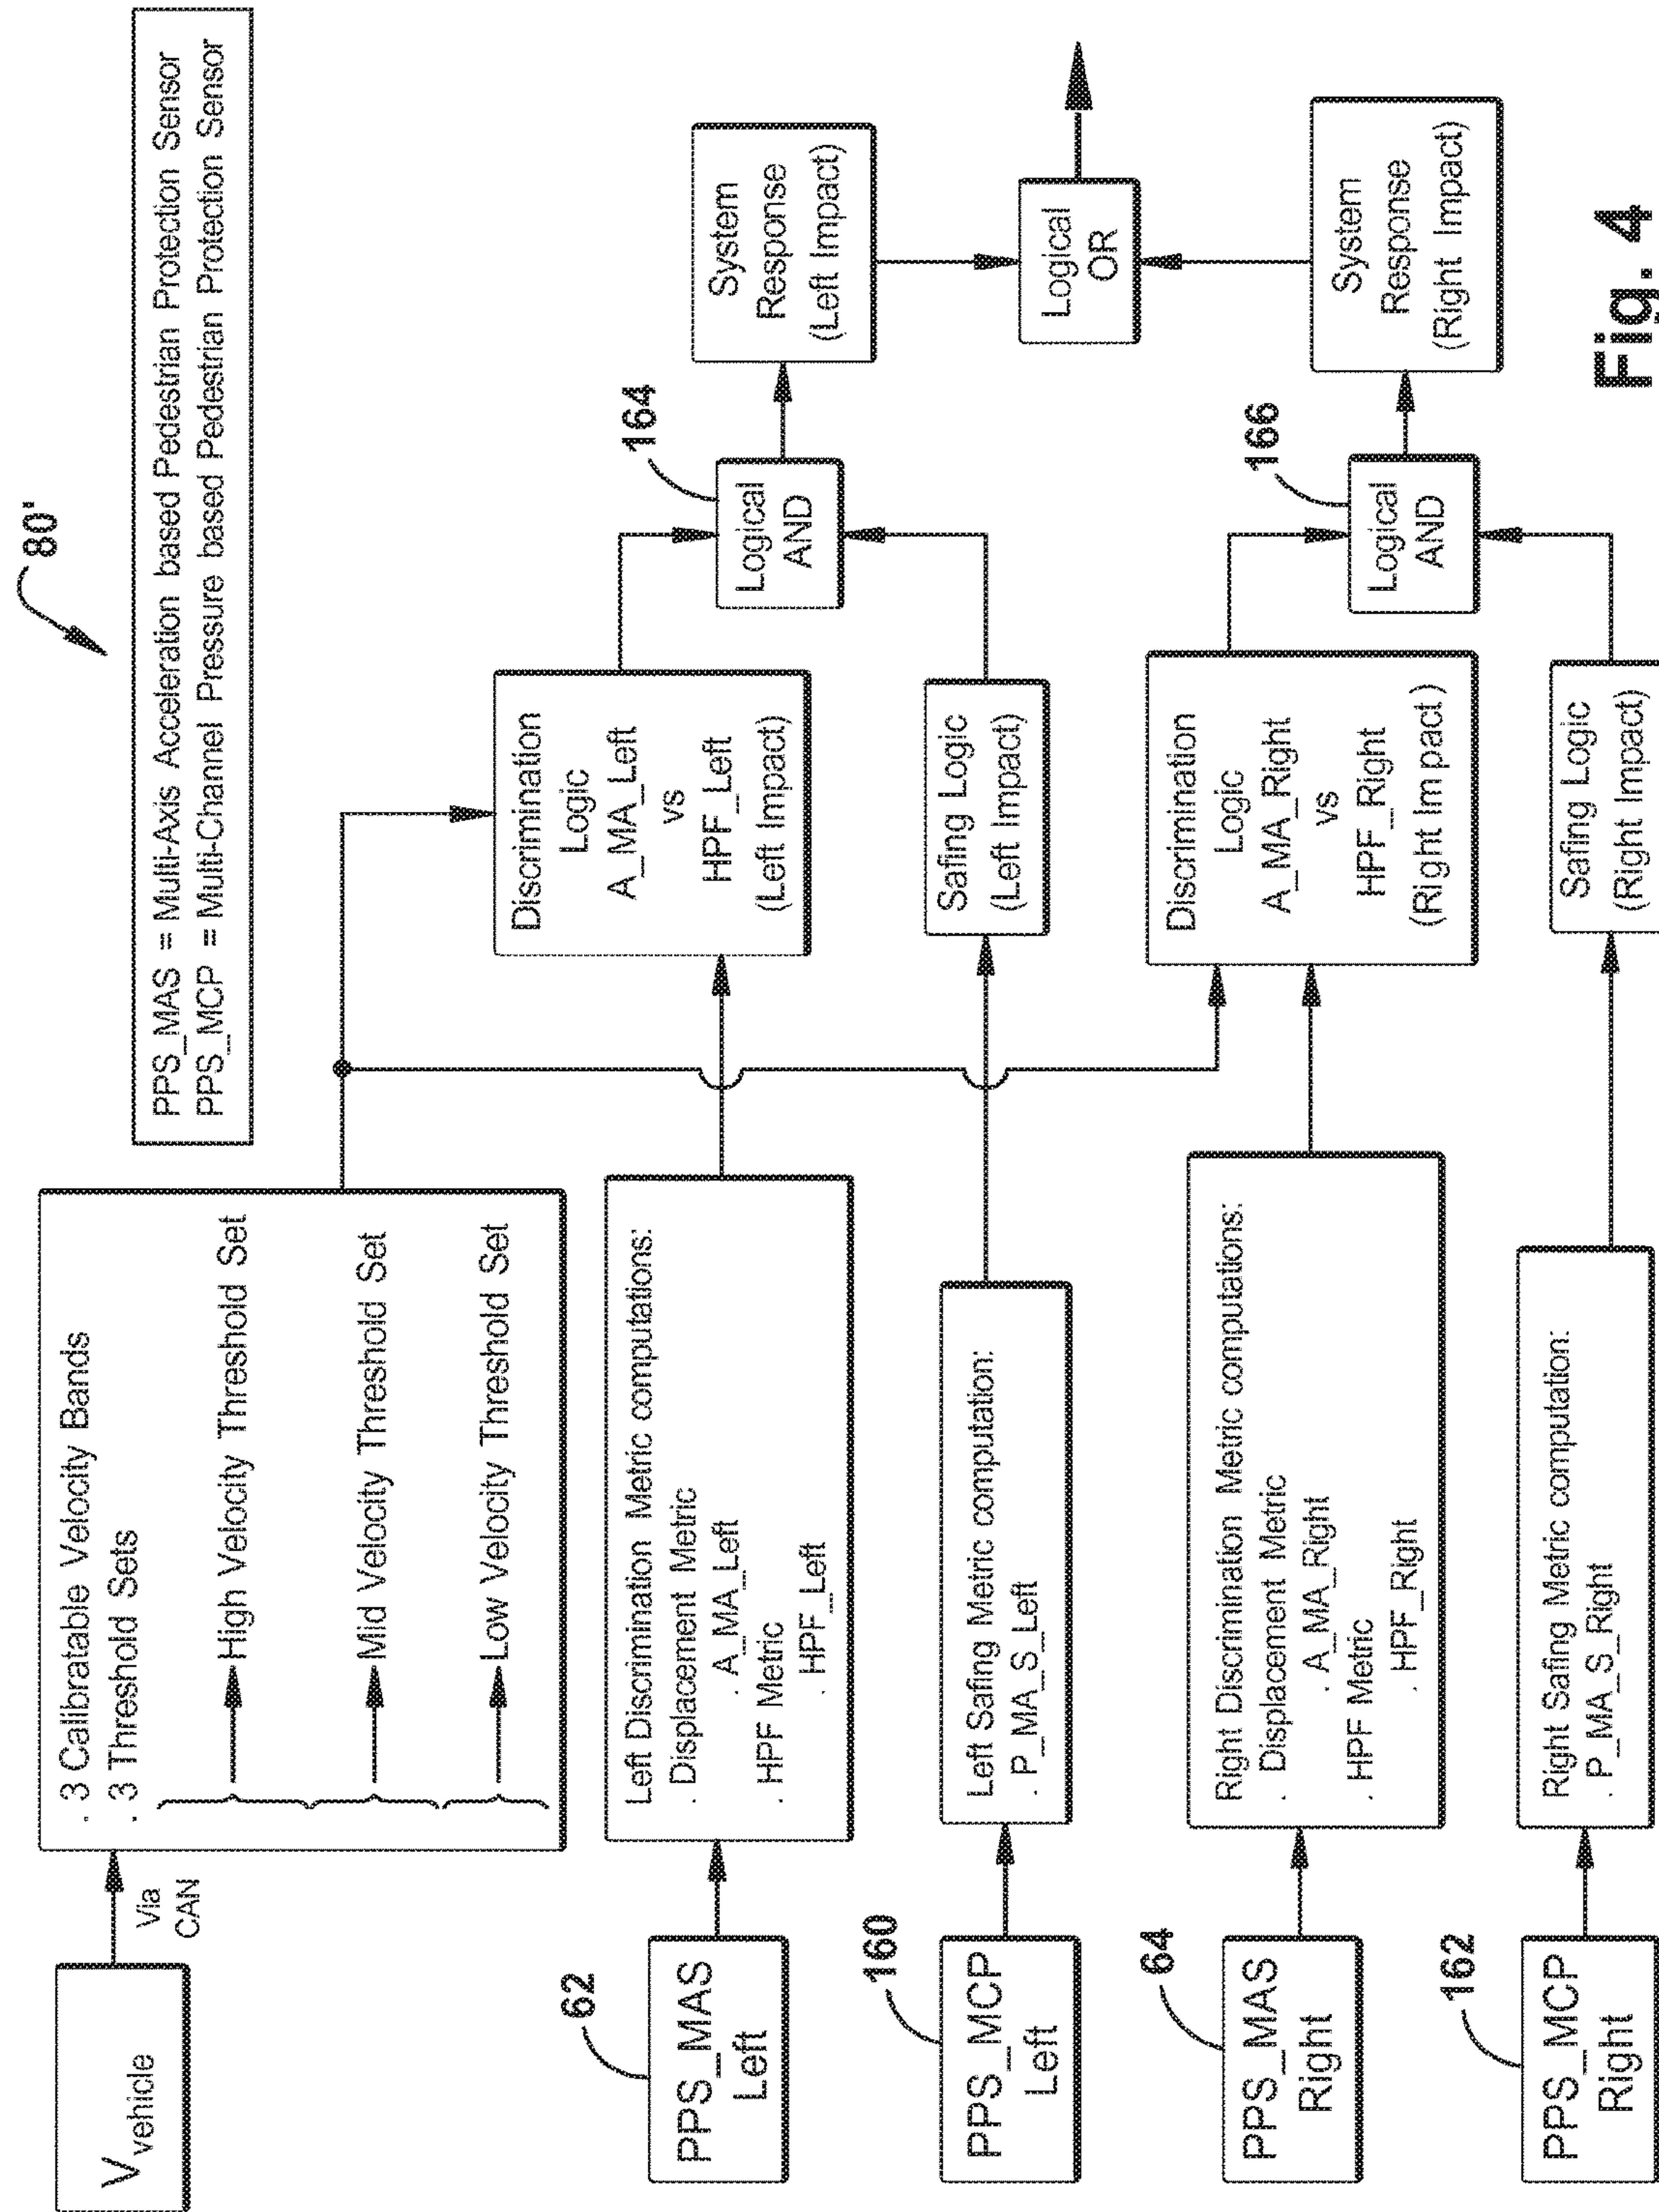 80'
PPS_MAS = Multi-Axis Acceleration based Pedestrian Protection Sensor
PPS_MCP = Multi-Channel Pressure based Pedestrian Protection Sensor
Vvehicle
Via
CAN
. 3 Calibratable Velocity Bands
. 3 Threshold Sets
High Velocity Threshold Set
Mid Velocity Threshold Set
Low Velocity Threshold Set
62
PPS_MAS
Left
Left Discrimination Metric computations:
. Displacement Metric
. A_MA_Left
. HPF Metric
. HPF_Left
Discrimination
Logic
A_MA_Left
vs
HPF_Left
(Left Impact)
164
Logical
AND
System
Response
(Left Impact)
160
PPS_MCP
Left
Left Safing Metric computation:
. P_MA_S_Left
Safing Logic
(Left Impact)
Logical
OR
64
PPS_MAS
Right
Right Discrimination Metric computations:
. Displacement Metric
. A_MA_Right
. HPF Metric
. HPF_Right
Discrimination
Logic
A_MA_Right
vs
HPF_Right
(Right Impact)
166
Logical
AND
System
Response
(Right Impact)
162
PPS_MCP
Right
Right Safing Metric computation:
. P_MA_S_Right
Safing Logic
(Right Impact)
Fig. 4